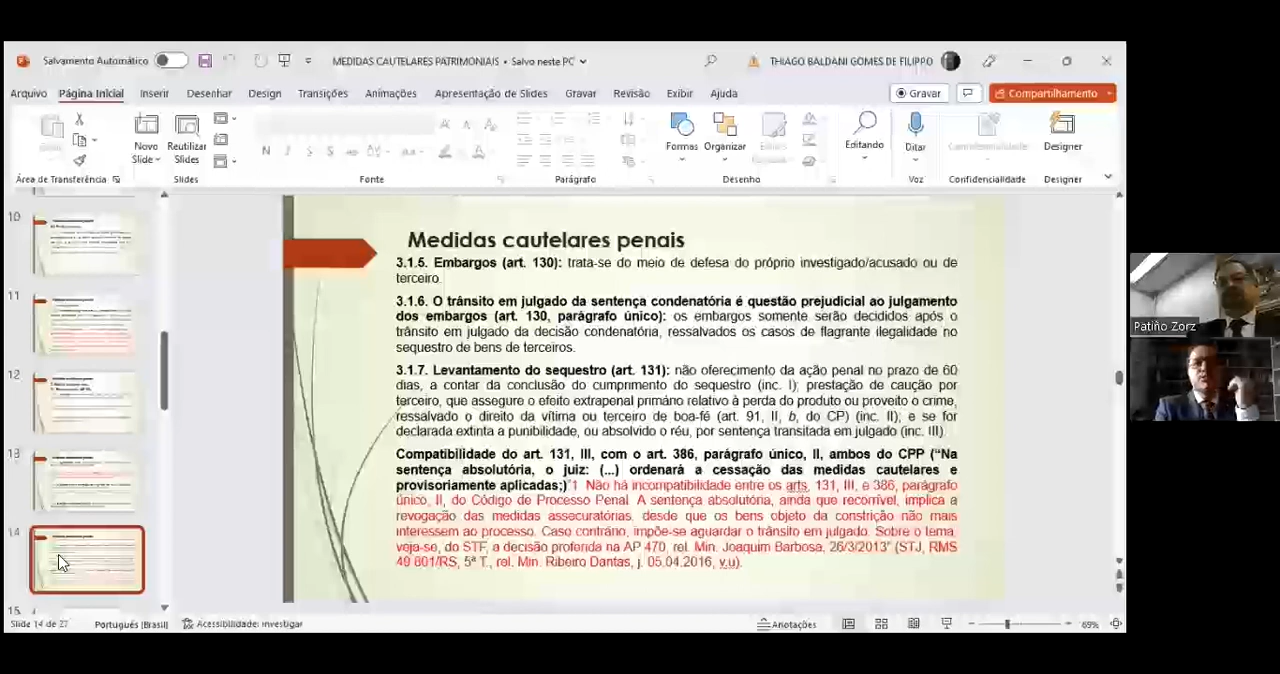 Salvamento Automático
MEDIDAS CAUTELARES PATRIMONIAIS • Salvo neste PC
THIAGO BALDANI GOMES DE FILIPPO
Arquivo Página Inicial Inserir Desenhar Design Transições Animações Apresentação de Slides Gravar Revisão Exibir Ajuda
Gravar
Compartilhamento
Novo Slide
Reutilizar Slides
Formas
Organizar
Editando
Ditar
Confidencialidade
Designer
Área de Transferência
Slides
Fonte
Parágrafo
Desenho
Voz
Confidencialidade
Designer
10
11
12
13
14
15
Medidas cautelares penais
3.1.5. Embargos (art. 130): trata-se do meio de defesa do próprio investigado/acusado ou de
terceiro.
3.1.6. O trânsito em julgado da sentença condenatória é questão prejudicial ao julgamento
dos embargos (art. 130, parágrafo único): os embargos somente serão decididos após o
trânsito em julgado da decisão condenatória, ressalvados os casos de flagrante ilegalidade no
sequestro de bens de terceiros.
3.1.7. Levantamento do sequestro (art. 131): não oferecimento da ação penal no prazo de 60
dias, a contar da conclusão do cumprimento do sequestro (inc. I); prestação de caução por
terceiro, que assegure o efeito extrapenal primário relativo à perda do produto ou proveito o crime,
ressalvado o direito da vítima ou terceiro de boa-fé (art. 91, II, b, do CP) (inc. II); e se for
declarada extinta a punibilidade, ou absolvido o réu, por sentença transitada em julgado (inc. III)
Compatibilidade do art. 131, III, com o art. 386, parágrafo único, II, ambos do CPP (“Na
sentença absolutória, o juiz: (...) ordenará a cessação das medidas cautelares e
provisoriamente aplicadas;)”1 Não há incompatibilidade entre os arts. 131, III, e 386, parágrafo
único, II, do Código de Processo Penal. A sentença absolutória, ainda que recorrível, implica a
revogação das medidas assecuratórias, desde que os bens objeto da constrição não mais
interessem ao processo. Caso contrário, impõe-se aguardar o trânsito em julgado. Sobre o tema,
veja-se, do STF, a decisão proferida na AP 470, rel. Min. Joaquim Barbosa, 26/3/2013” (STJ, RMS
49.801/RS, 5ª T., rel. Min. Ribeiro Dantas, j. 05.04.2016, v.u).
Patiño Zorz
Slide 14 de 27 Português (Brasil) Acessibilidade: investigar
Anotações
69%